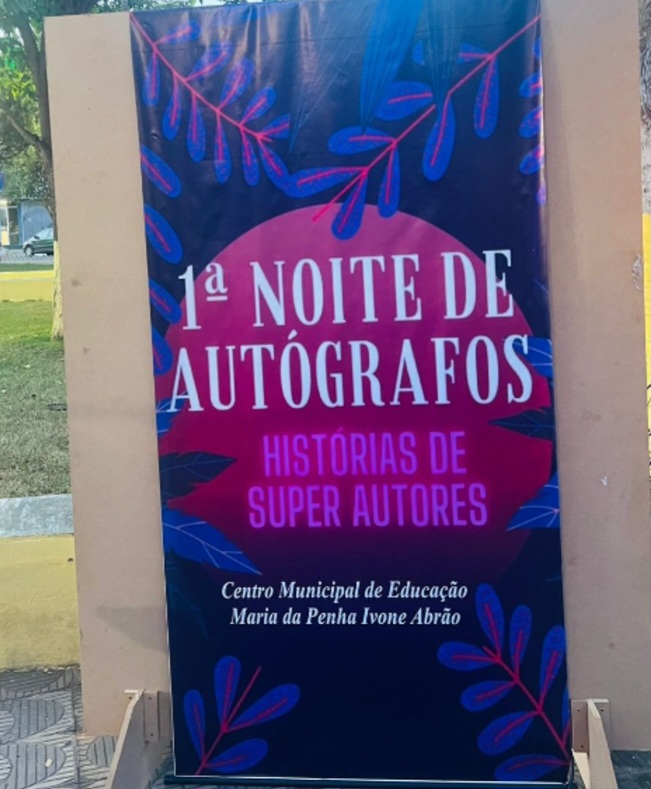 1ª NOITE DE
AUTÓGRAFOS
HISTÓRIAS DE
SUPER AUTORES
Centro Municipal de Educação
Maria da Penha Ivone Abrão